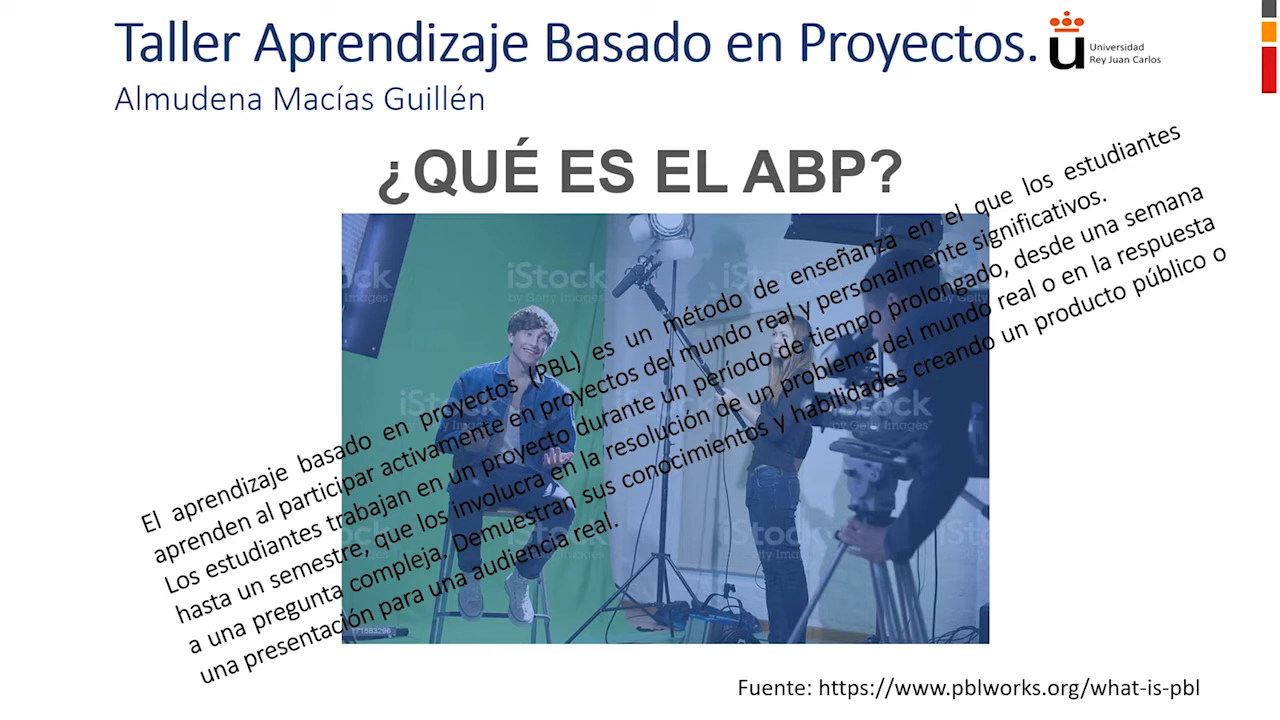 Taller Aprendizaje Basado en Proyectos.
Universidad
Rey Juan Carlos
Almudena Macías Guillén
¿QUÉ ES EL ABP?
El aprendizaje basado en proyectos (PBL) es un método de enseñanza en el que los estudiantes
aprenden al participar activamente en proyectos del mundo real y personalmente significativos.
Los estudiantes trabajan en un proyecto durante un período de tiempo prolongado, desde una semana
hasta un semestre, que los involucra en la resolución de un problema del mundo real o en la respuesta
a una pregunta compleja. Demuestran sus conocimientos y habilidades creando un producto público o
una presentación para una audiencia real.
iStock
by Getty Images
Fuente: https://www.pblworks.org/what-is-pbl